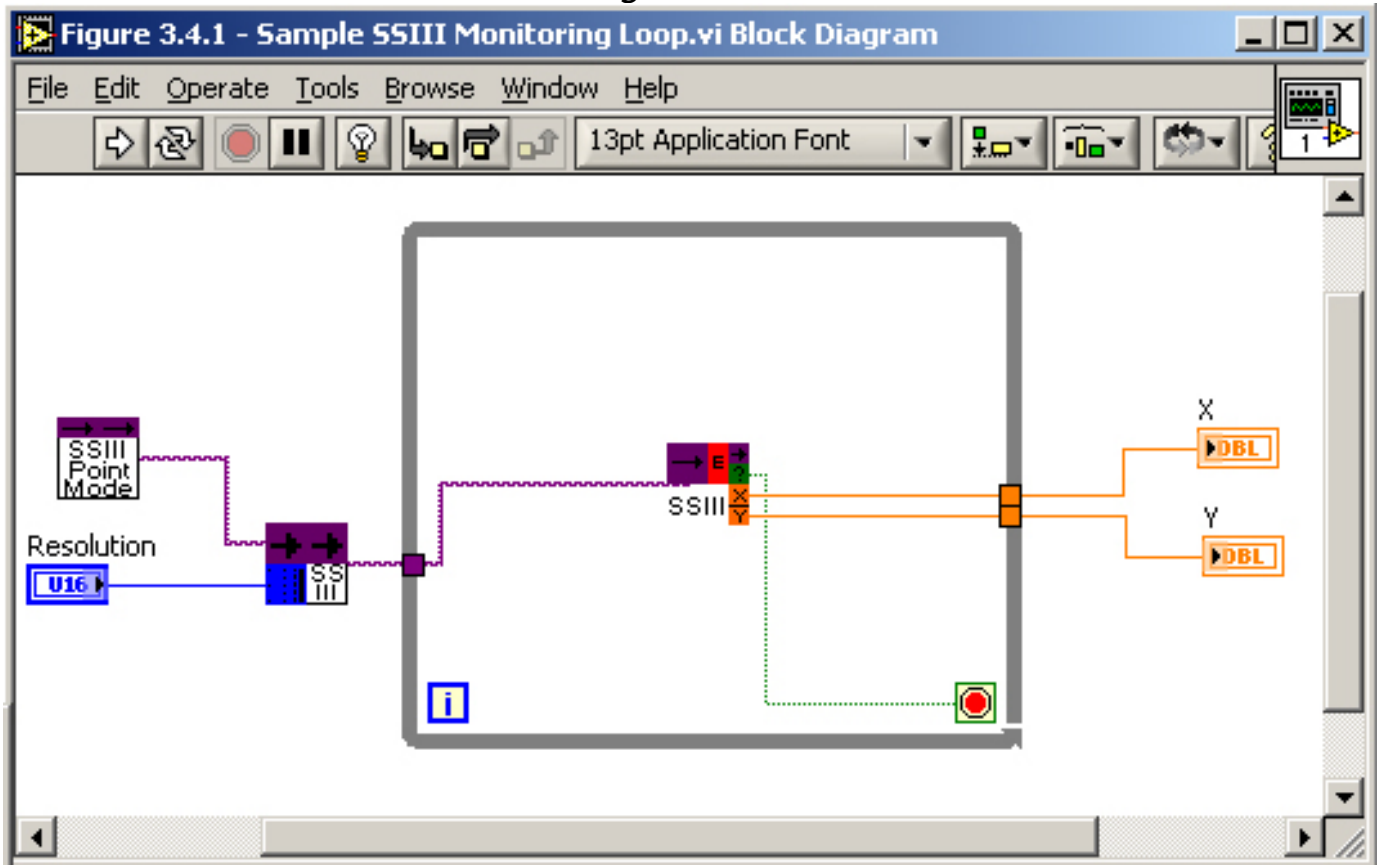 Figure 3.4.1 - Sample SSIII Monitoring Loop.vi Block Diagram
File Edit Operate Tools Browse Window Help
13pt Application Font
1
SSIII
Point
Mode
Resolution
U16
SS
III
E
?
SSIII
X
Y
i
X
DBL
Y
DBL